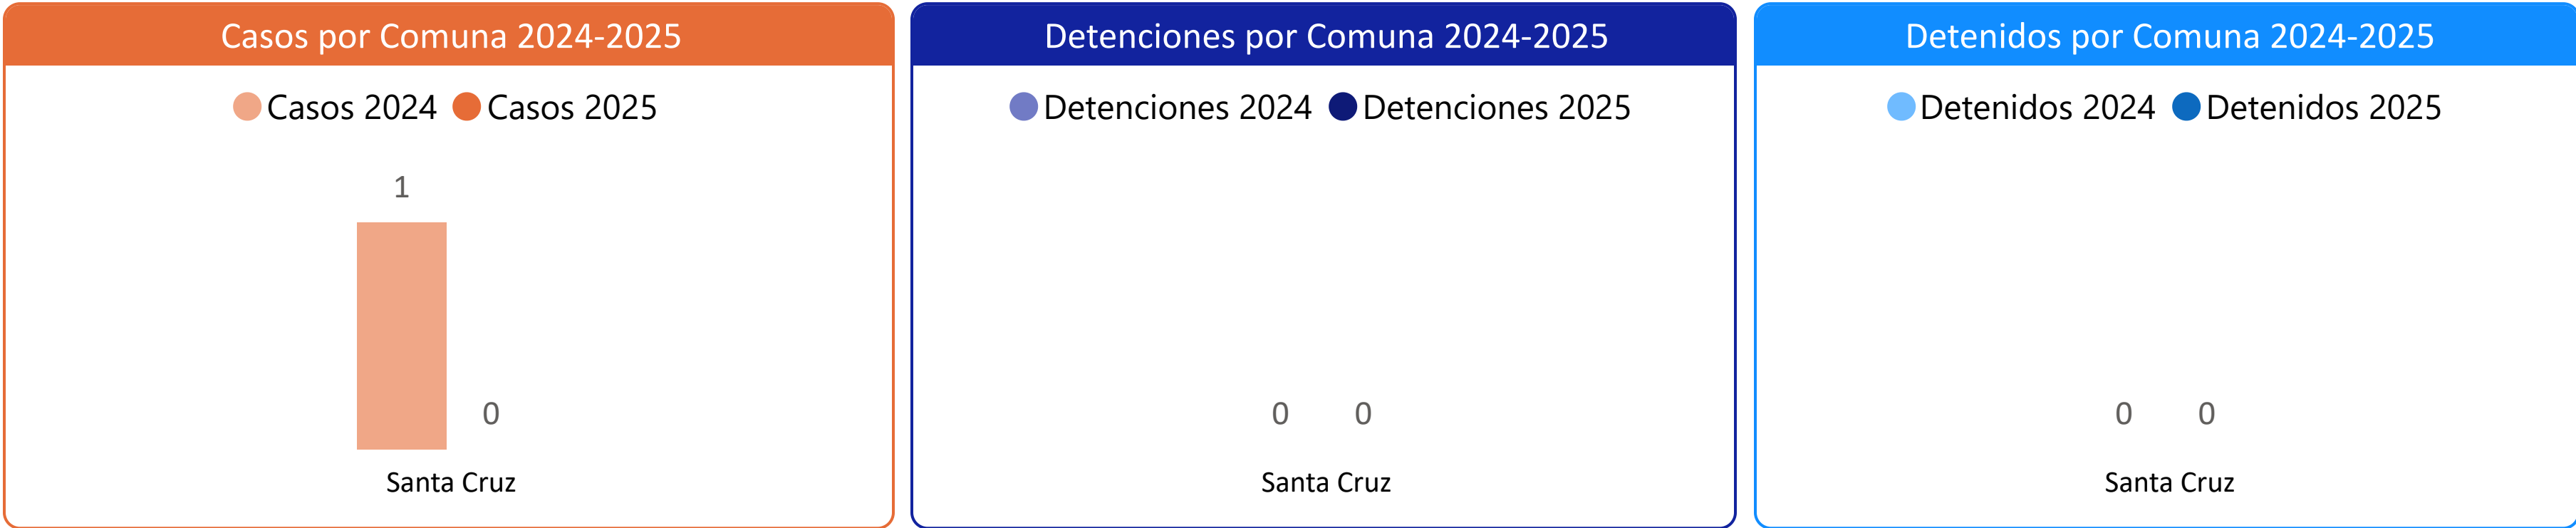 Casos por Comuna 2024-2025
Casos 2024 Casos 2025
1
0
Santa Cruz
Detenciones por Comuna 2024-2025
Detenciones 2024 Detenciones 2025
0 0
Santa Cruz
Detenidos por Comuna 2024-2025
Detenidos 2024 Detenidos 2025
0 0
Santa Cruz